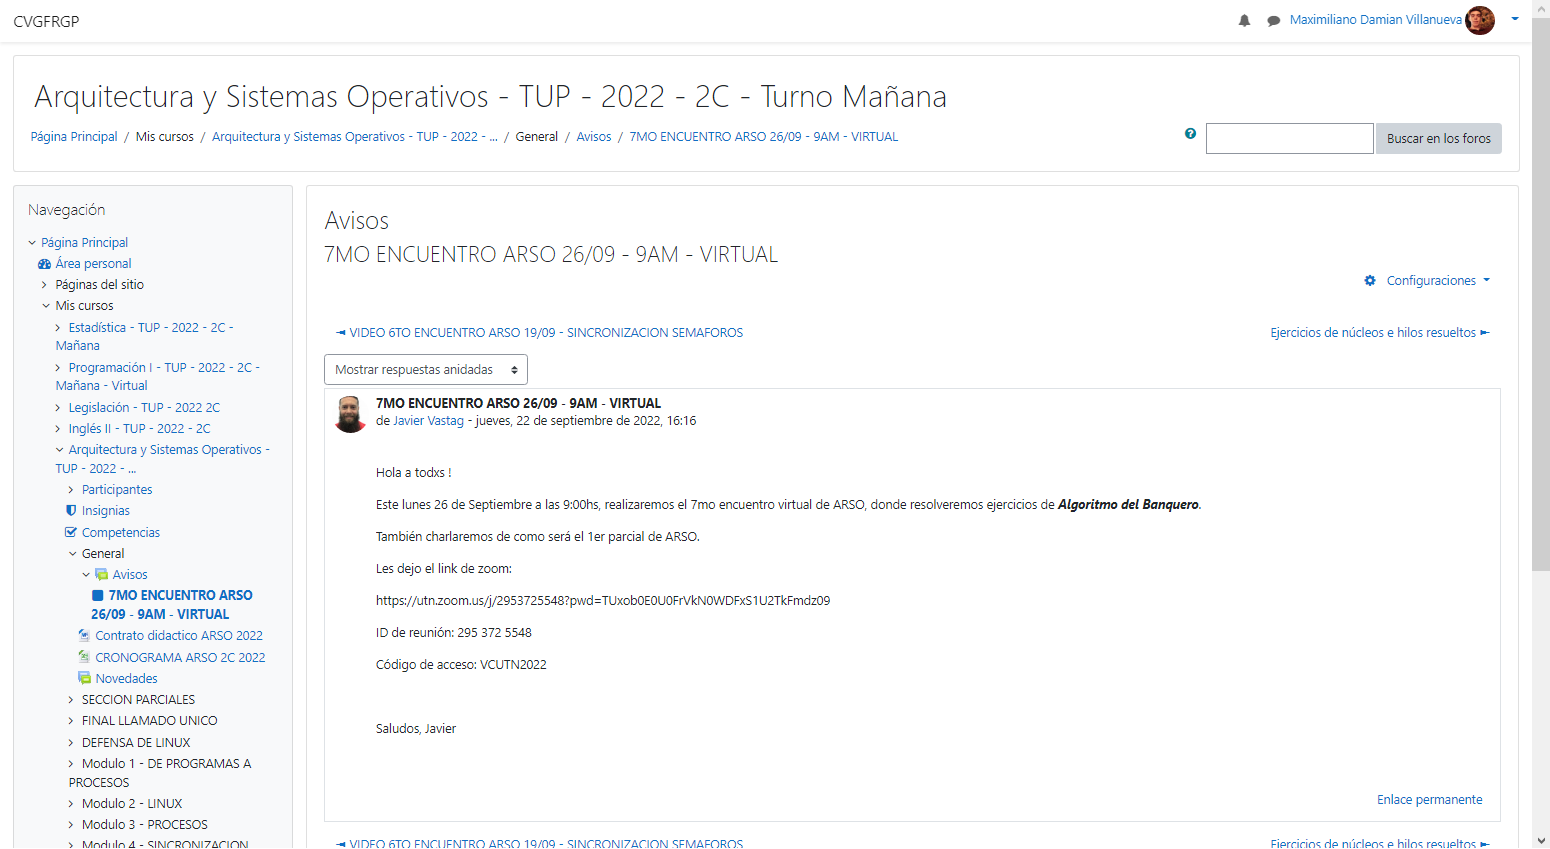 CVGFRGP
Maximiliano Damian Villanueva
Arquitectura y Sistemas Operativos - TUP - 2022 - 2C - Turno Mañana
Página Principal / Mis cursos / Arquitectura y Sistemas Operativos - TUP - 2022 - ... / General / Avisos / 7MO ENCUENTRO ARSO 26/09 - 9AM - VIRTUAL
Buscar en los foros
Navegación
Página Principal
Área personal
Páginas del sitio
Mis cursos
Estadística - TUP - 2022 - 2C -
Mañana
Programación I - TUP - 2022 - 2C -
Mañana - Virtual
Legislación - TUP - 2022 2C
Inglés II - TUP - 2022 - 2C
Arquitectura y Sistemas Operativos -
TUP - 2022 - ...
Participantes
Insignias
Competencias
General
Avisos
7MO ENCUENTRO ARSO
26/09 - 9AM - VIRTUAL
Contrato didactico ARSO 2022
CRONOGRAMA ARSO 2C 2022
Novedades
SECCION PARCIALES
FINAL LLAMADO UNICO
DEFENSA DE LINUX
Modulo 1 - DE PROGRAMAS A
PROCESOS
Modulo 2 - LINUX
Modulo 3 - PROCESOS
Modulo 4 - SINCRONIZACION
Avisos
7MO ENCUENTRO ARSO 26/09 - 9AM - VIRTUAL
Configuraciones
◄ VIDEO 6TO ENCUENTRO ARSO 19/09 - SINCRONIZACION SEMAFOROS
Ejercicios de núcleos e hilos resueltos ►
Mostrar respuestas anidadas
7MO ENCUENTRO ARSO 26/09 - 9AM - VIRTUAL
de Javier Vastag - jueves, 22 de septiembre de 2022, 16:16
Hola a todxs !
Este lunes 26 de Septiembre a las 9:00hs, realizaremos el 7mo encuentro virtual de ARSO, donde resolveremos ejercicios de Algoritmo del Banquero.
También charlaremos de como será el 1er parcial de ARSO.
Les dejo el link de zoom:
https://utn.zoom.us/j/2953725548?pwd=TUxob0E0U0FrVkN0WDFxS1U2TkFmdz09
ID de reunión: 295 372 5548
Código de acceso: VCUTN2022
Saludos, Javier
Enlace permanente
◄ VIDEO 6TO ENCUENTRO ARSO 19/09 - SINCRONIZACION SEMAFOROS
Ejercicios de núcleos e hilos resueltos ►